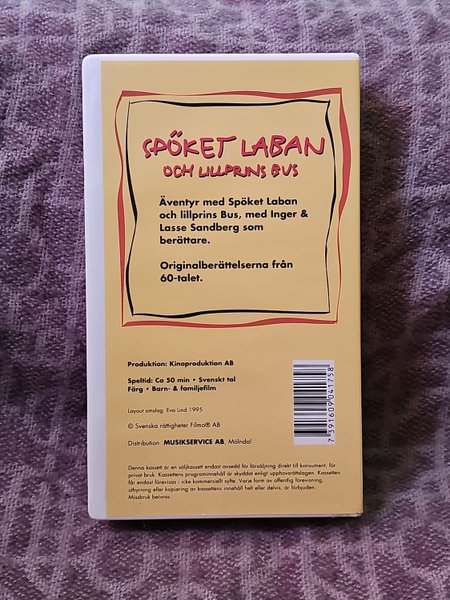 SPÖKET LABAN
OCH LILLPRINS BUS
Äventyr med Spöket Laban
och lillprins Bus, med Inger &
Lasse Sandberg som
berättare.
Originalberättelserna från
60-talet.
Produktion: Kinoproduktion AB
Speltid: Ca 50 min • Svenskt tal
Färg • Barn- & familjefilm
Layout omslag Eva Lind 1995
© Svenska rättigheter Filmo® AB
Distribution: MUSIKSERVICE AB, Mölndal
7391609041758
Denna kassett är en säljkassett endast avsedd för försäljning direkt till konsument, för
privat bruk. Kassettens programinnehåll är skyddat enligt upphovsrättslagen. Kassetten
får endast förevisas i icke kommersiellt syfte. Varje form av offentlig förevisning,
uthyrning eller kopiering av kassettens innehåll helt eller delvis, är förbjuden.
Missbruk beivras.